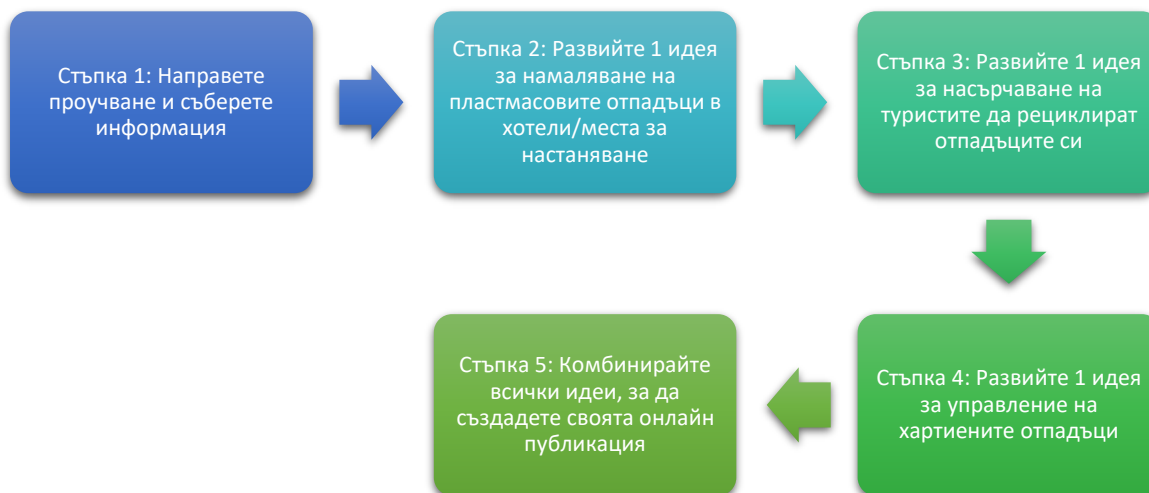 Стъпка 1: Направете
проучване и съберете
информация
Стъпка 2: Развийте 1 идея
за намаляване на
пластмасовите отпадъци в
хотели/места за
настаняване
Стъпка 3: Развийте 1 идея
за насърчаване на
туристите да рециклират
отпадъците си
Стъпка 4: Развийте 1 идея
за управление на
хартиените отпадъци
Стъпка 5: Комбинирайте
всички идеи, за да
създадете своята онлайн
публикация